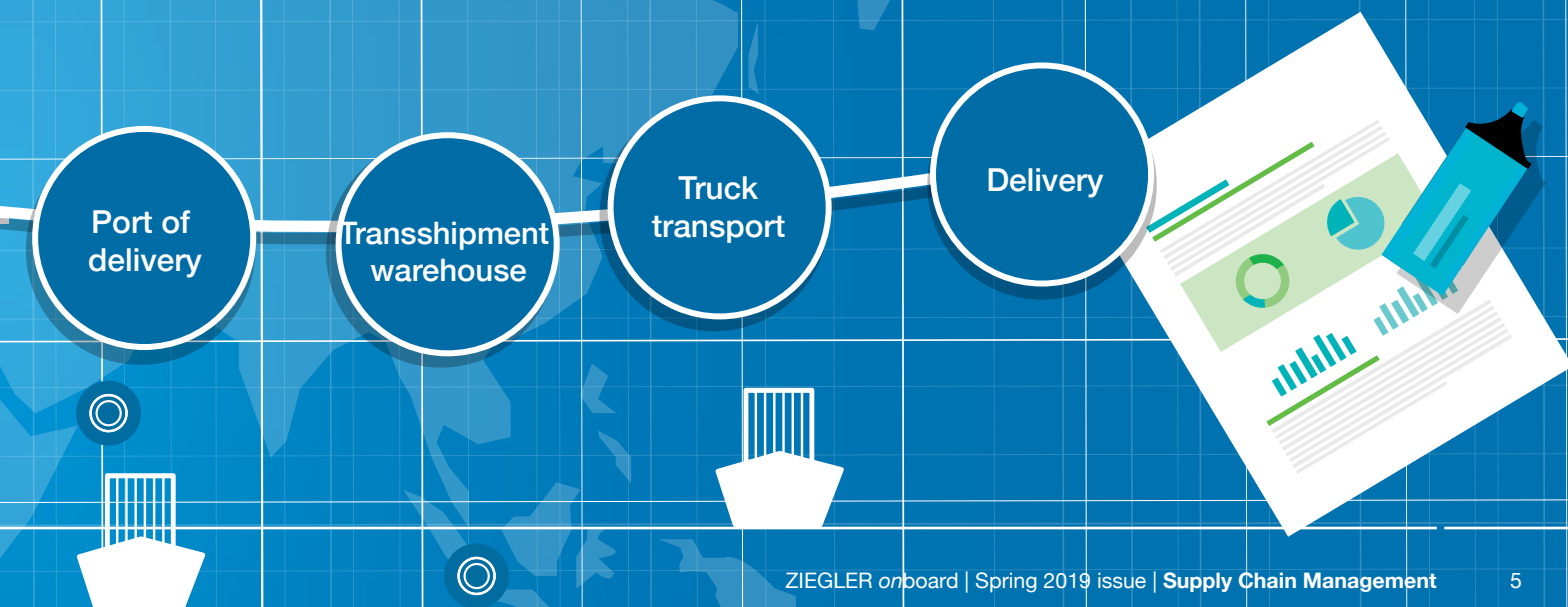 Port of
delivery
Transshipment
warehouse
Truck
transport
Delivery
ZIEGLER onboard | Spring 2019 issue | Supply Chain Management 5